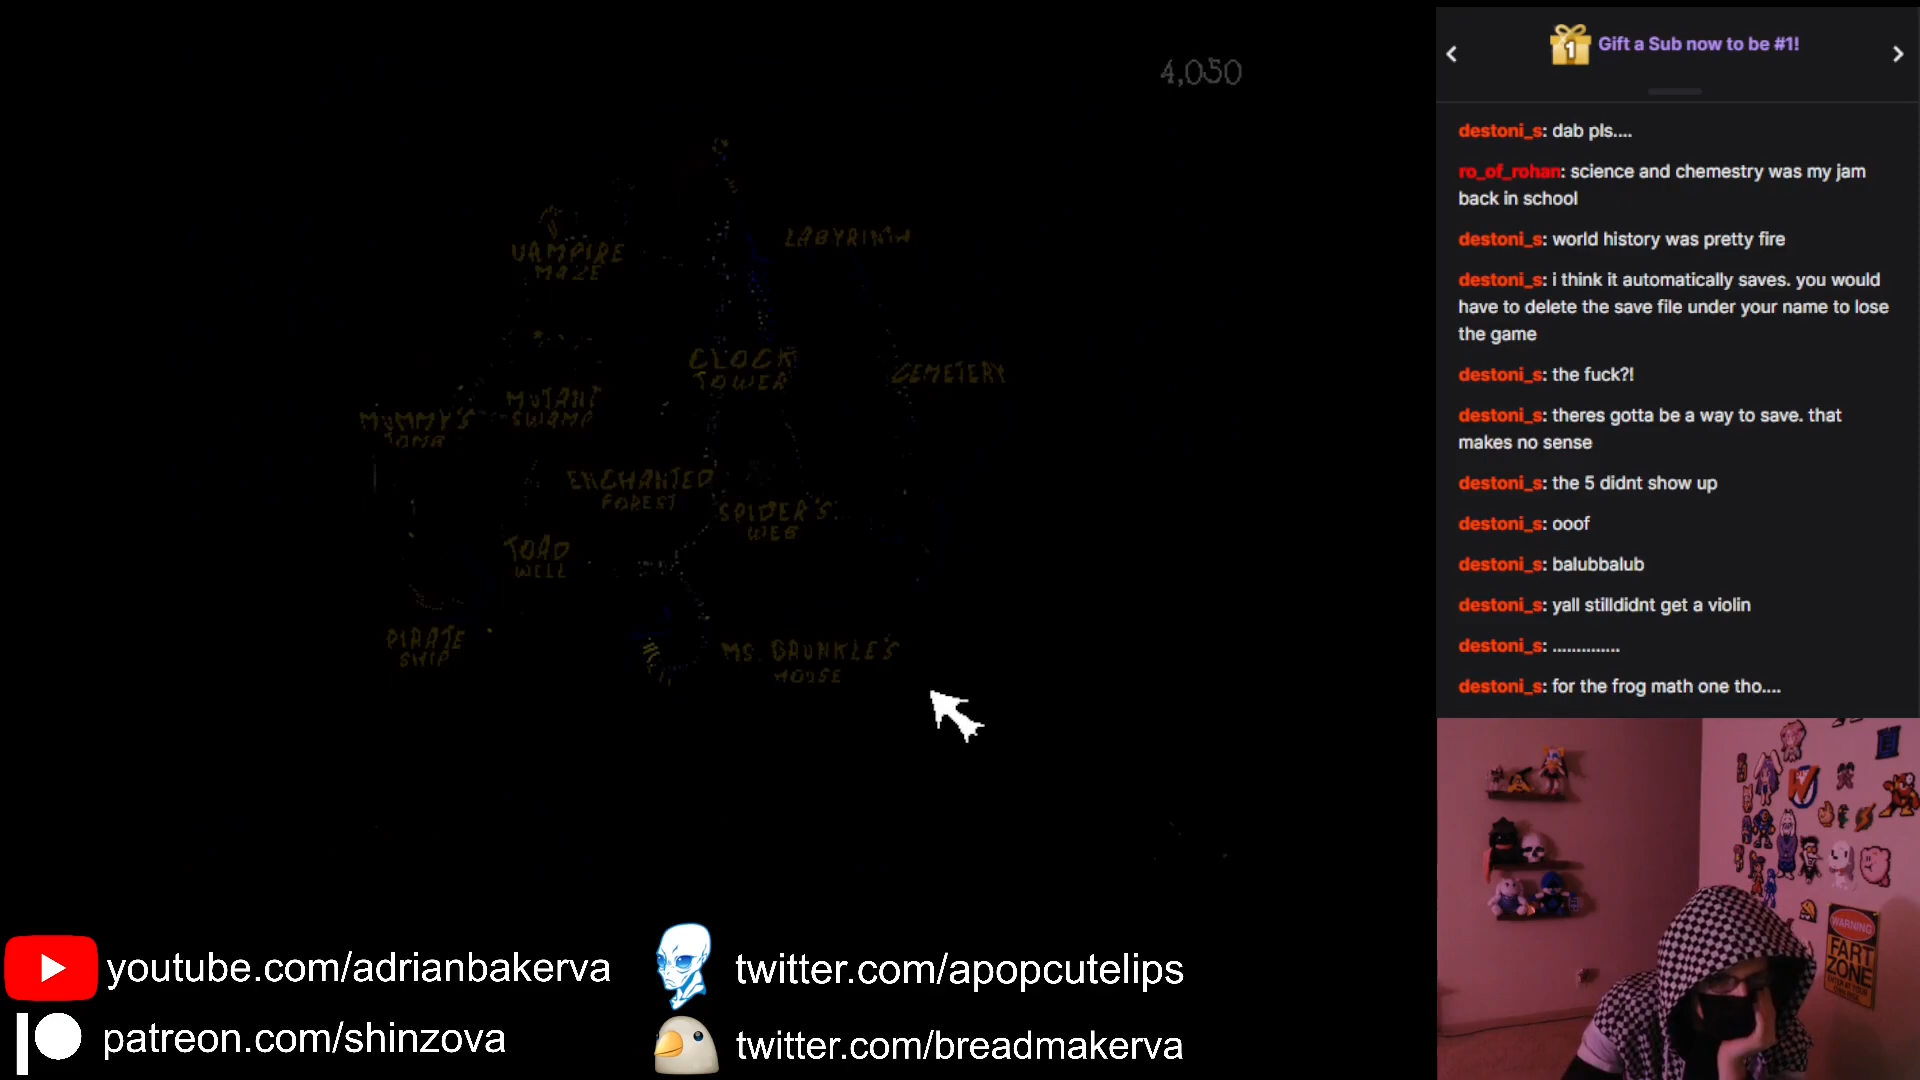 4,050
VAMPIRE
MAZE
LABYRINTH
CLOCK
TOWER
CEMETERY
MUMMY'S
TOMB
MUTANT
SWAMP
ENCHANTED
FOREST
SPIDER'S
WEB
TOAD
WELL
PIRATE
SHIP
MS. GRUNKLE'S
HOUSE
1
Gift a Sub now to be #1!
destoni_s: dab pls....
ro_of_rohan: science and chemestry was my jam
back in school
destoni_s: world history was pretty fire
destoni_s: i think it automatically saves. you would
have to delete the save file under your name to lose
the game
destoni_s: the fuck?!
destoni_s: theres gotta be a way to save. that
makes no sense
destoni_s: the 5 didnt show up
destoni_s: ooof
destoni_s: balubbalub
destoni_s: yall stilldidnt get a violin
destoni_s: ..............
destoni_s: for the frog math one tho....
WARNING
FART
ZONE
youtube.com/adrianbakerva
twitter.com/apopcutelips
patreon.com/shinzova
twitter.com/breadmakerva